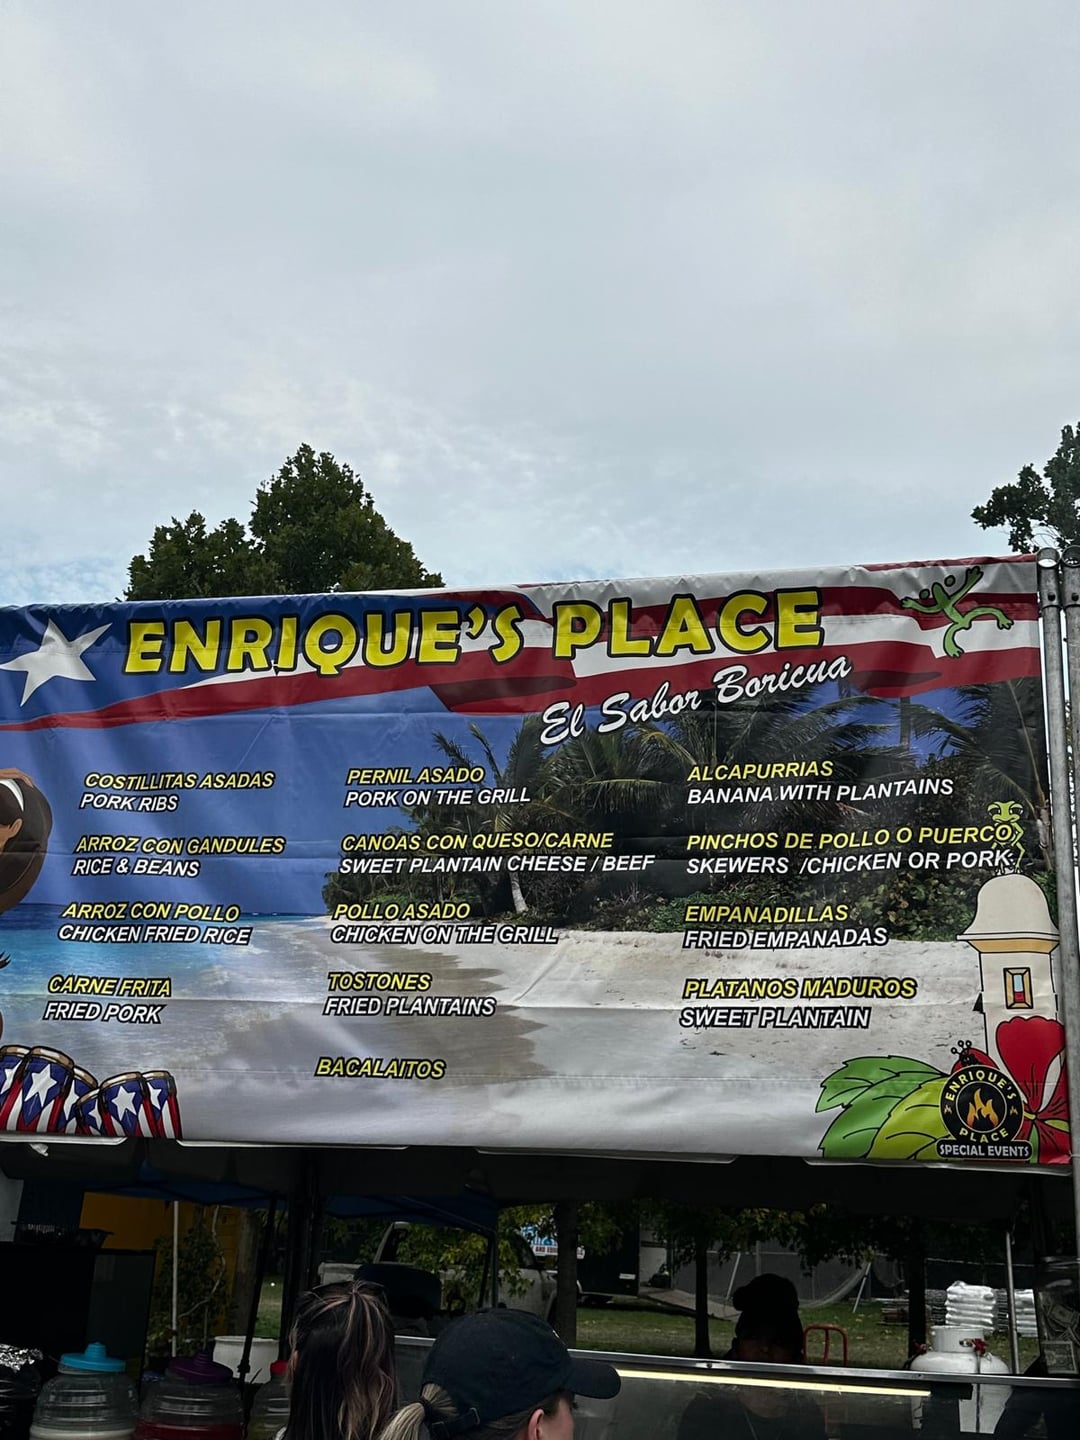 ENRIQUE'S PLACE
El Sabor Boricua
COSTILLITAS ASADAS
PORK RIBS
ARROZ CON GANDULES
RICE & BEANS
ARROZ CON POLLO
CHICKEN FRIED RICE
CARNE FRITA
FRIED PORK
PERNIL ASADO
PORK ON THE GRILL
CANOAS CON QUESO/CARNE
SWEET PLANTAIN CHEESE / BEEF
POLLO ASADO
CHICKEN ON THE GRILL
TOSTONES
FRIED PLANTAINS
BACALAITOS
ALCAPURRIAS
BANANA WITH PLANTAINS
PINCHOS DE POLLO O PUERCO
SKEWERS /CHICKEN OR PORK
EMPANADILLAS
FRIED EMPANADAS
PLATANOS MADUROS
SWEET PLANTAIN
ENRIQUE'S
PLACE
SPECIAL EVENTS